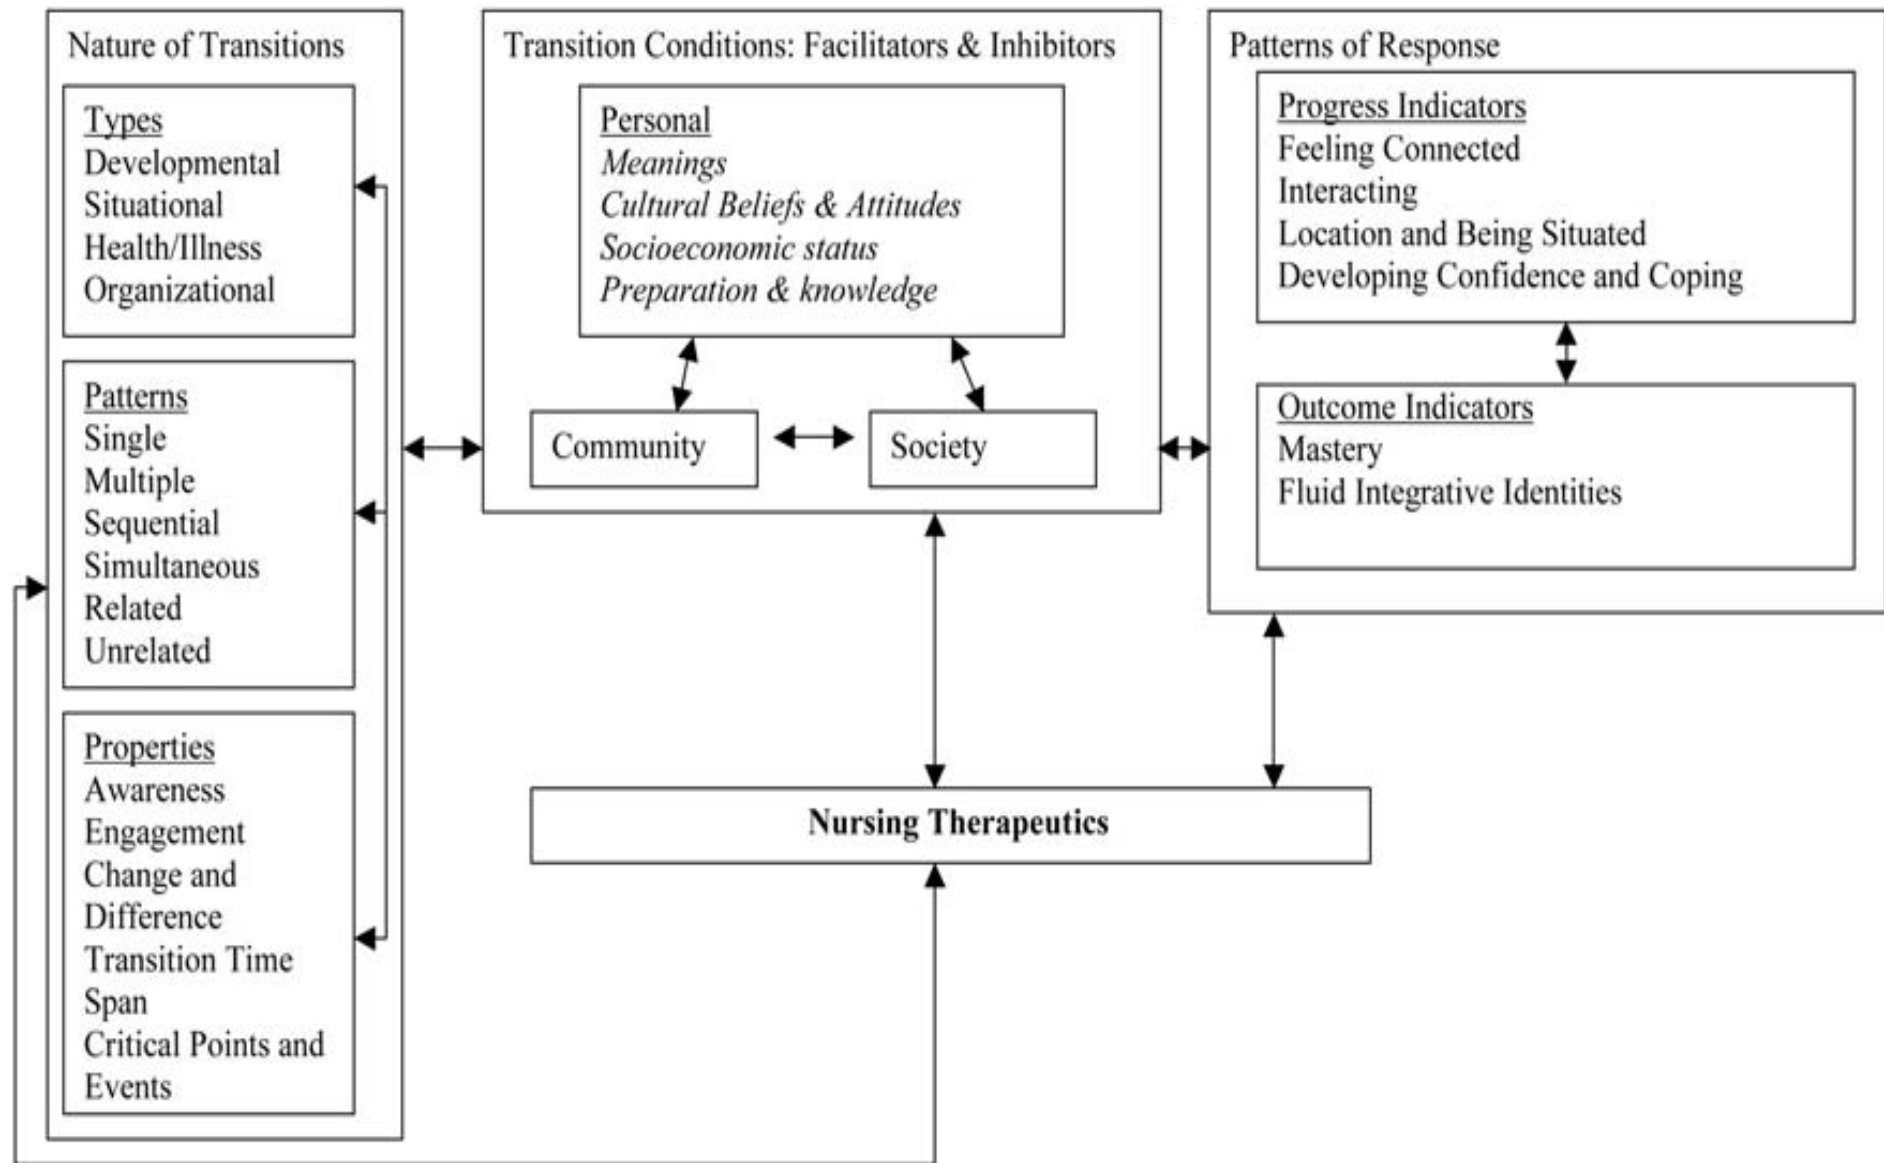 Nature of Transitions
Types
Developmental
Situational
Health/Illness
Organizational
Patterns
Single
Multiple
Sequential
Simultaneous
Related
Unrelated
Properties
Awareness
Engagement
Change and
Difference
Transition Time
Span
Critical Points and
Events
Transition Conditions: Facilitators & Inhibitors
Personal
Meanings
Cultural Beliefs & Attitudes
Socioeconomic status
Preparation & knowledge
Community
Society
Patterns of Response
Progress Indicators
Feeling Connected
Interacting
Location and Being Situated
Developing Confidence and Coping
Outcome Indicators
Mastery
Fluid Integrative Identities
Nursing Therapeutics